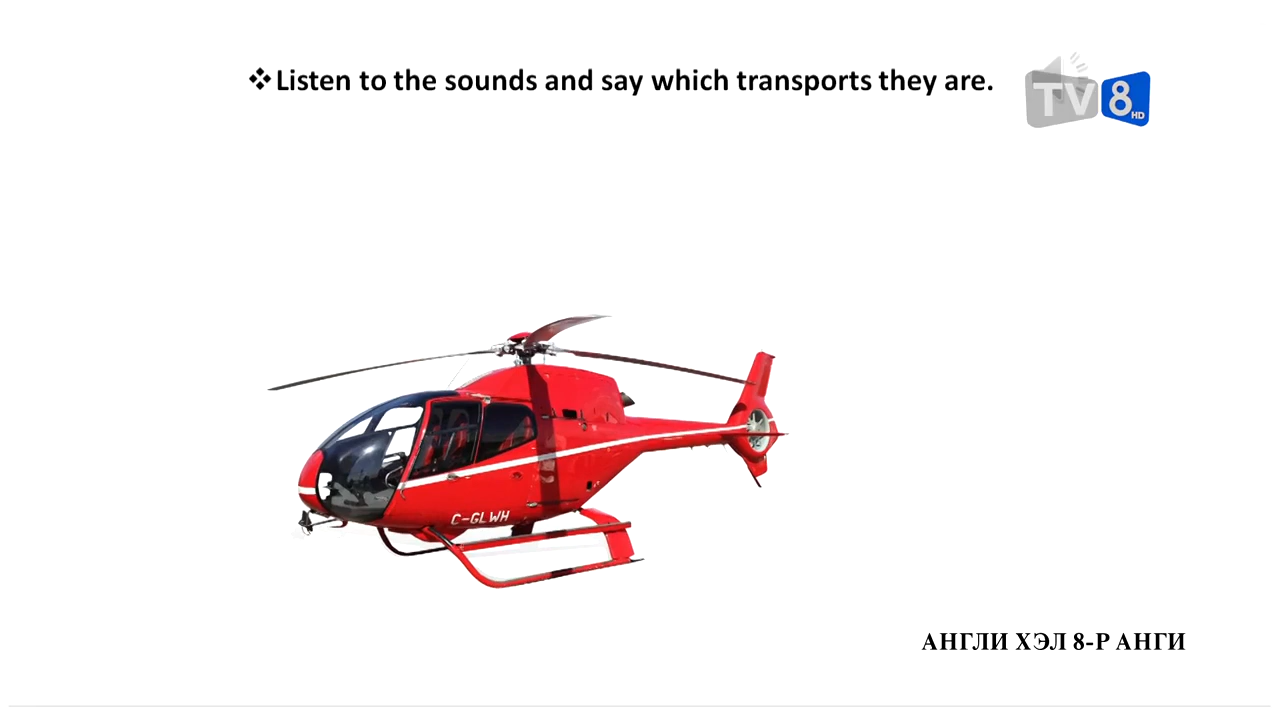 ❖Listen to the sounds and say which transports they are.
TV8 HD
C-GLWH
АНГЛИ ХЭЛ 8-Р АНГИ